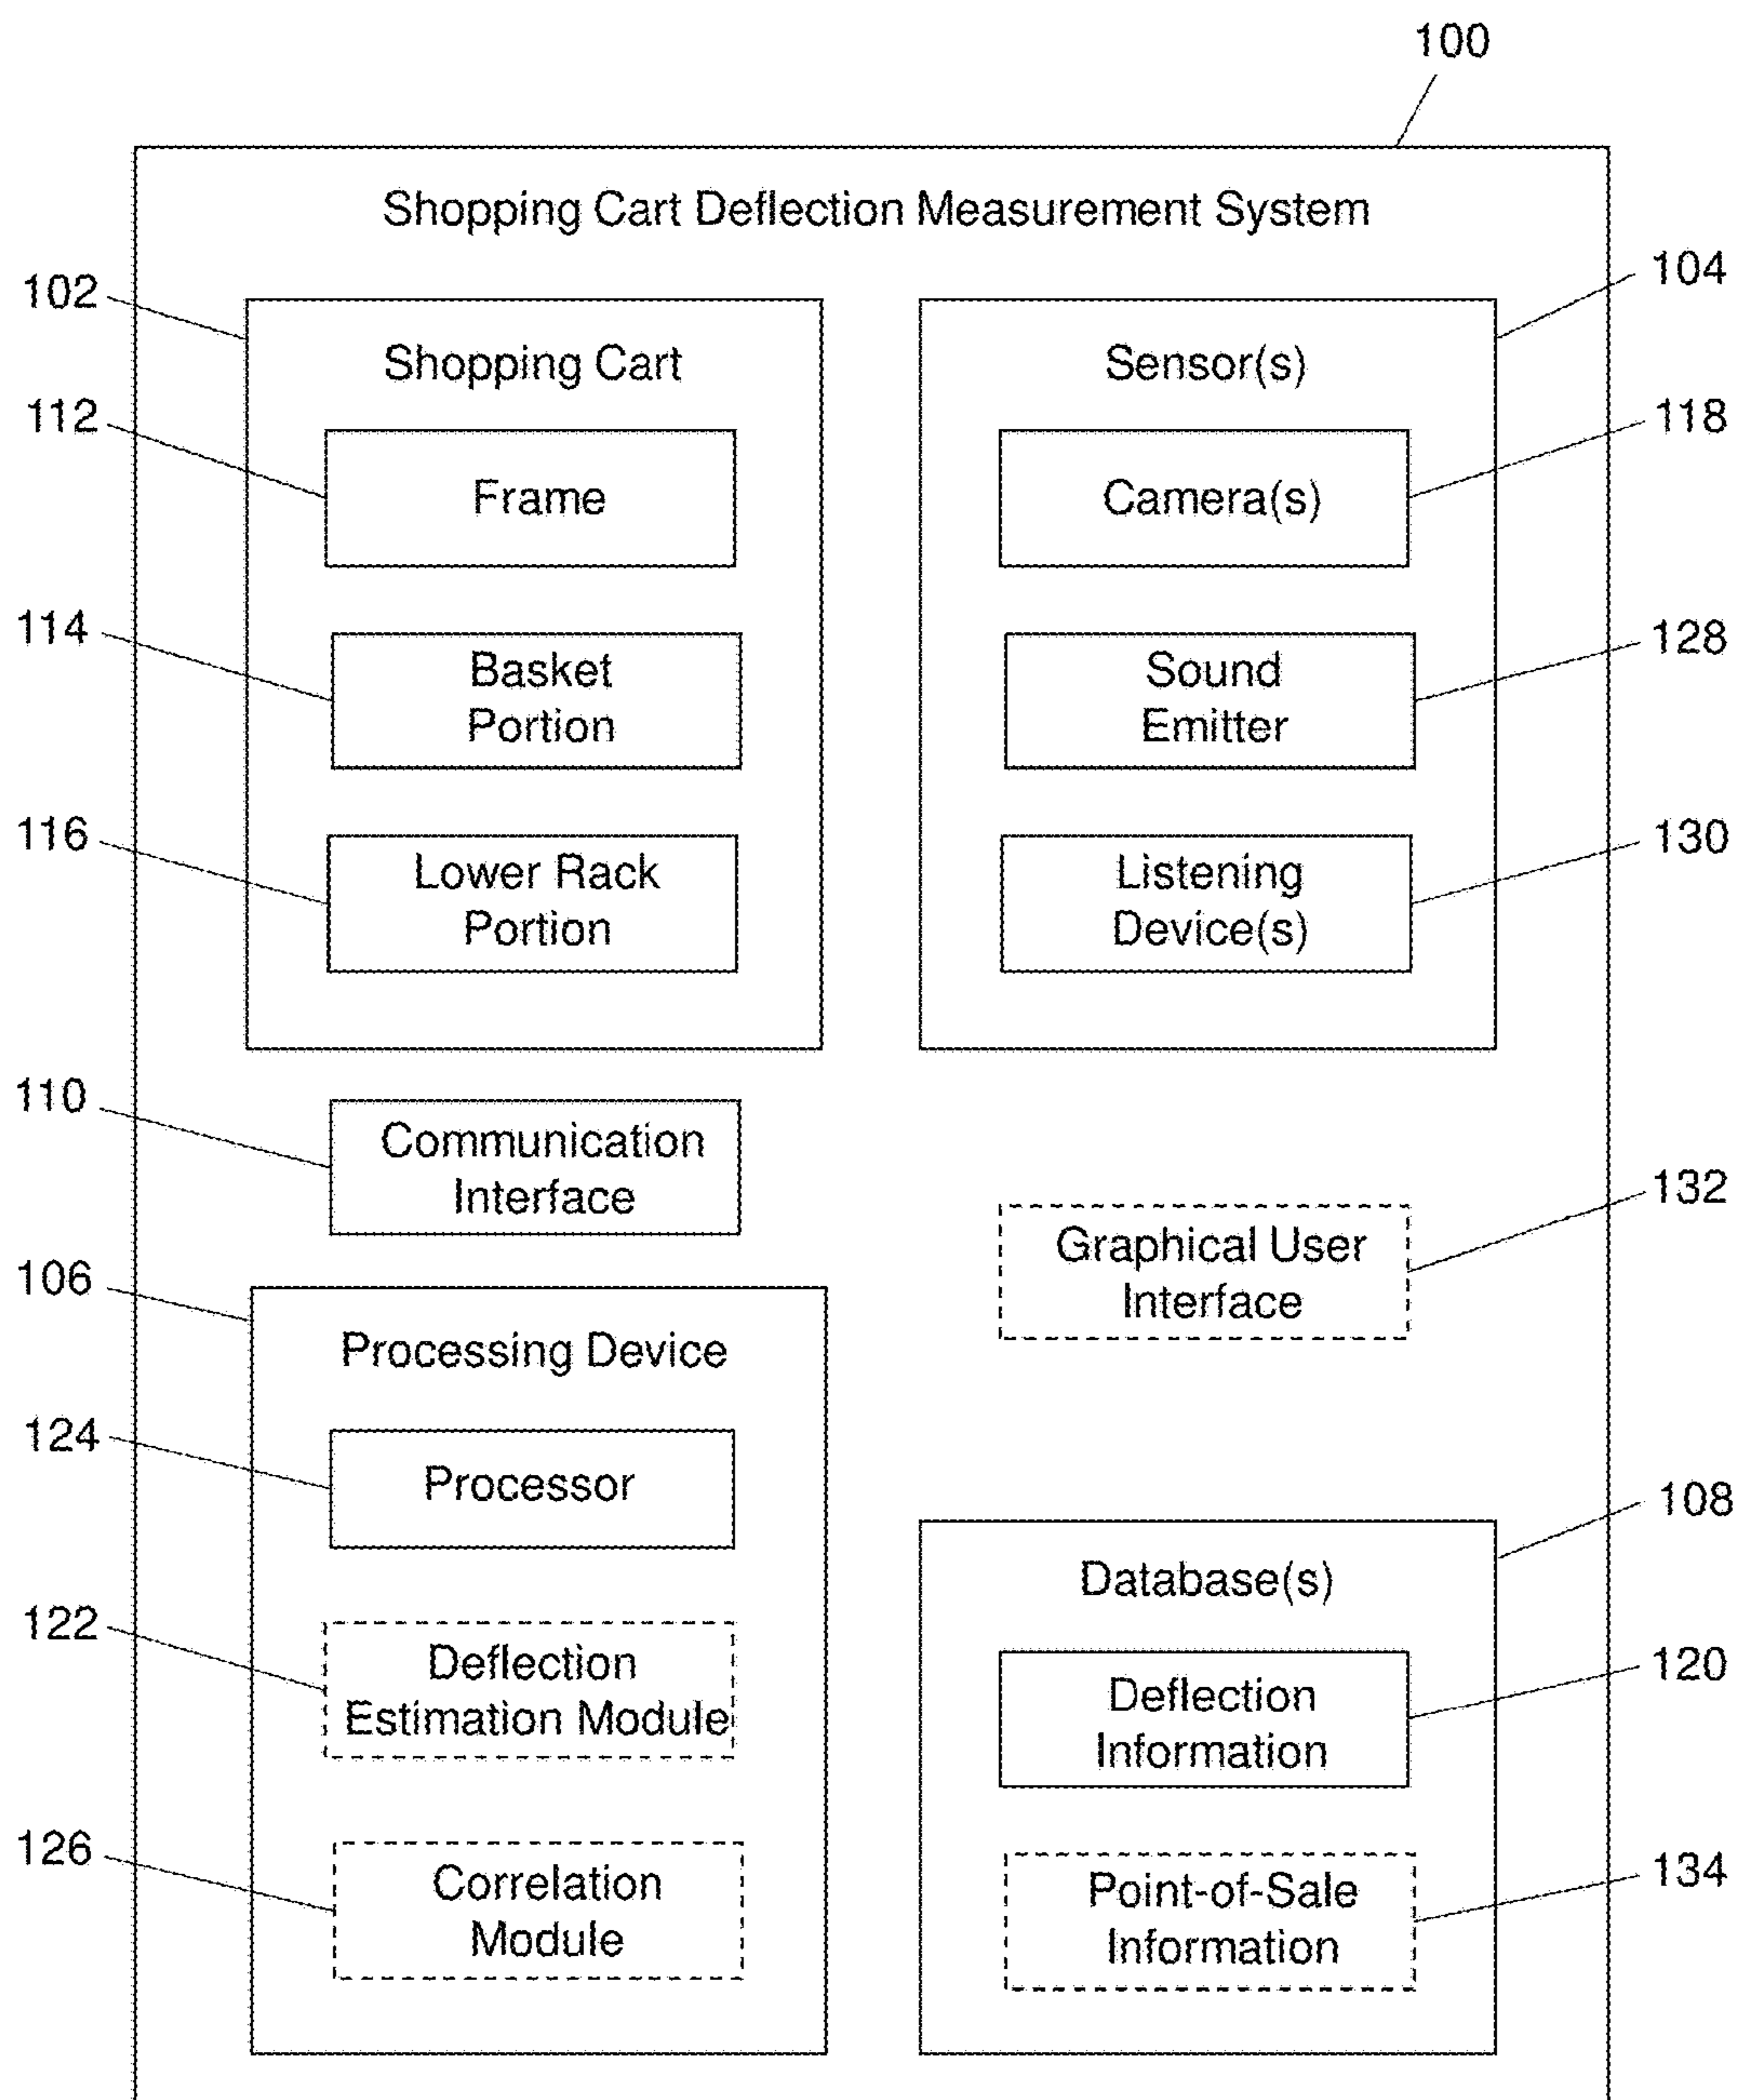 100
Shopping Cart Deflection Measurement System
102
104
Shopping Cart
Sensor(s)
112
118
Frame
Camera(s)
114
128
Basket
Portion
Sound
Emitter
116
130
Lower Rack
Portion
Listening
Device(s)
110
Communication
Interface
132
Graphical User
Interface
106
Processing Device
124
Processor
108
Database(s)
122
Deflection
Estimation Module
120
Deflection
Information
126
Correlation
Module
134
Point-of-Sale
Information